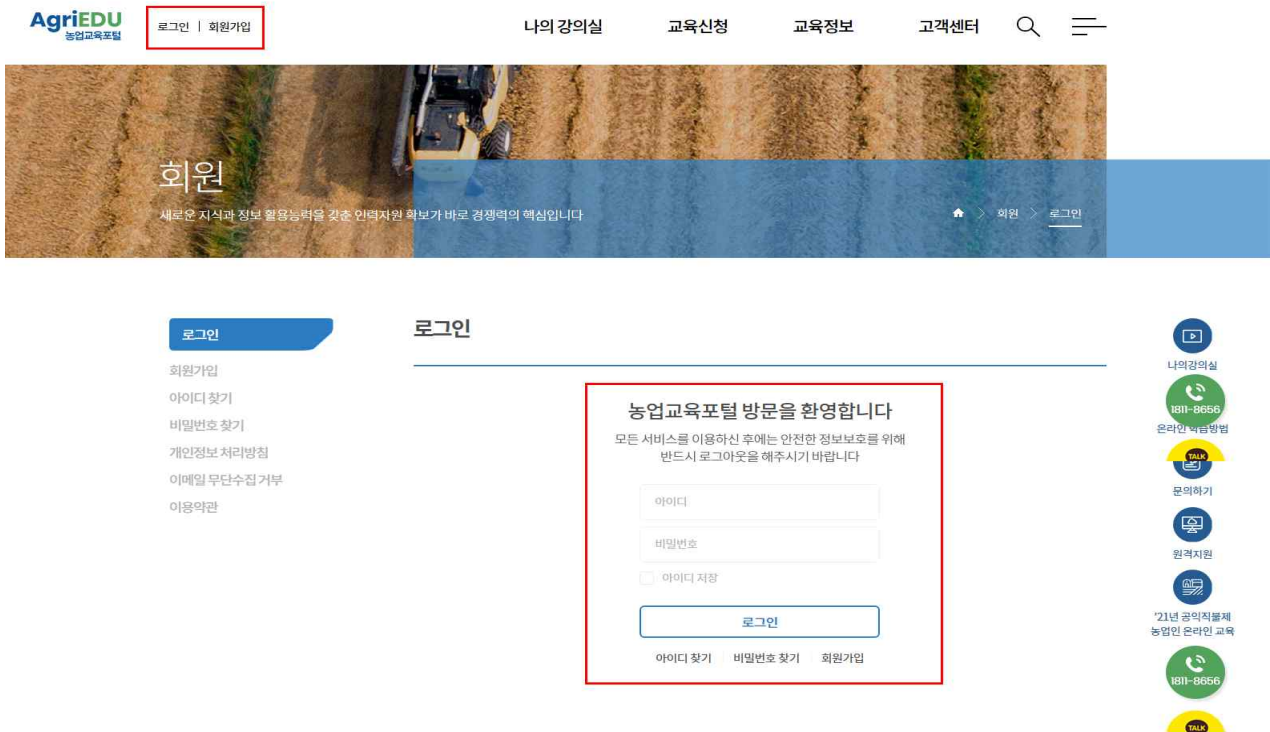 AgriEDU
농업교육포털
로그인 | 회원가입
나의 강의실 교육신청 교육정보 고객센터
회원
새로운 지식과 정보 활용능력을 갖춘 인력자원 확보가 바로 경쟁력의 핵심입니다
회원 > 로그인
로그인
회원가입
아이디 찾기
비밀번호 찾기
개인정보 처리방침
이메일 무단수집 거부
이용약관
로그인
농업교육포털 방문을 환영합니다
모든 서비스를 이용하신 후에는 안전한 정보보호를 위해
반드시 로그아웃을 해주시기 바랍니다
아이디
비밀번호
아이디 저장
로그인
아이디 찾기 비밀번호 찾기 회원가입
나의강의실
1811-8656
온라인 학습방법
TALK
문의하기
원격지원
'21년 공익직불제
농업인 온라인 교육
1811-8656
TALK